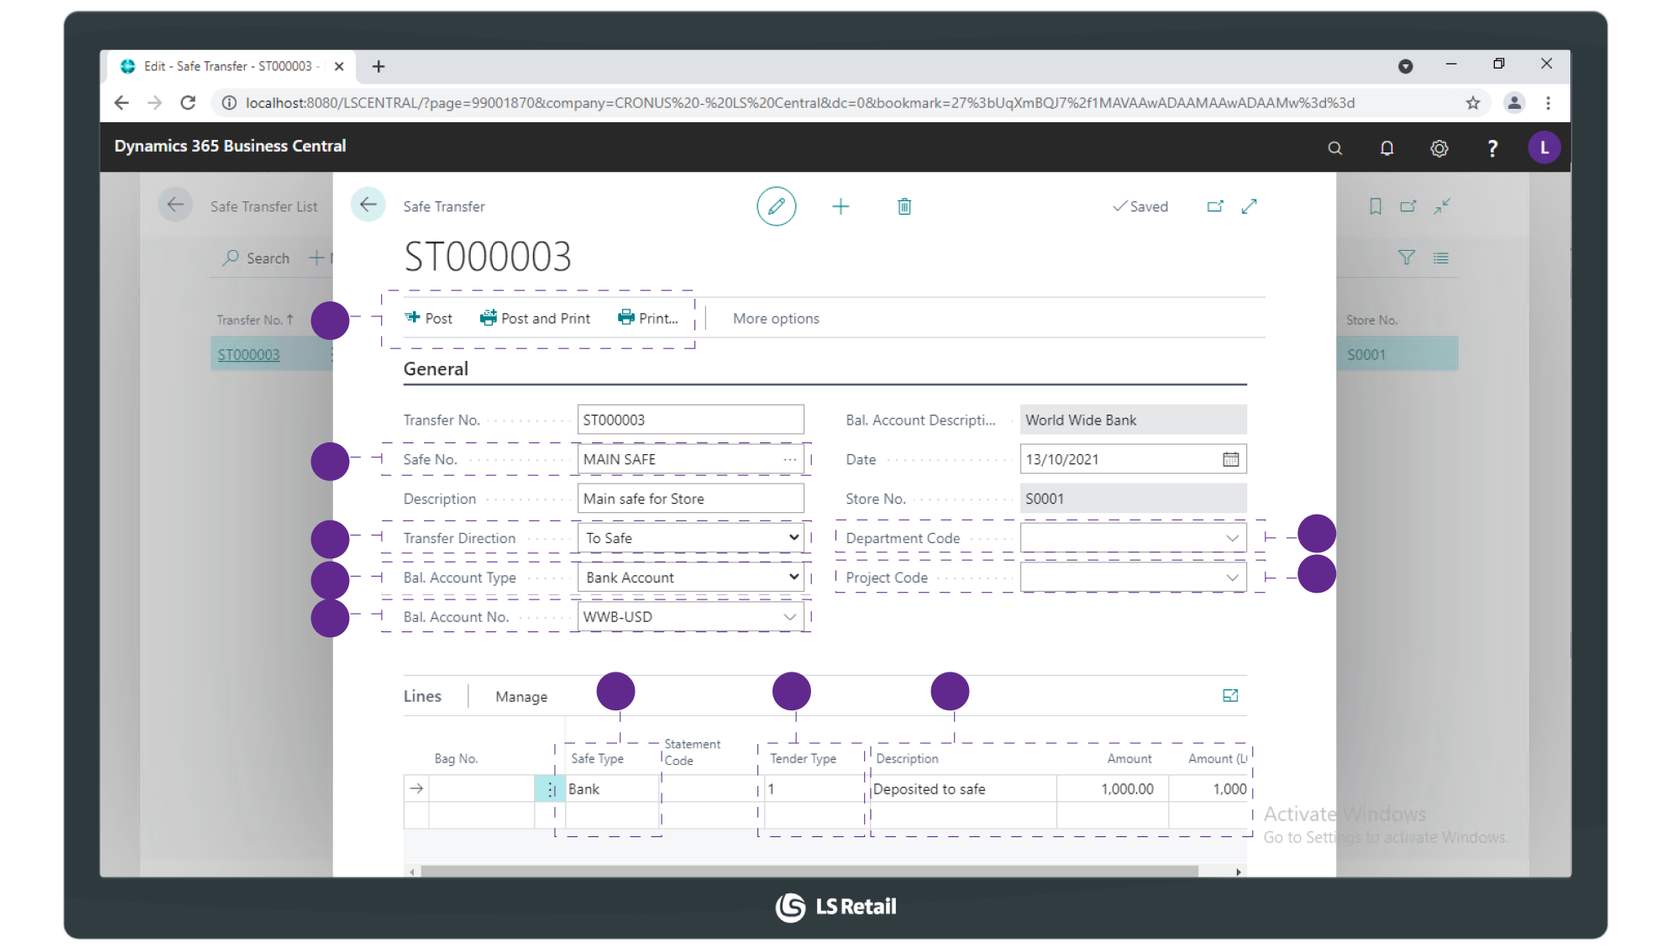 Edit - Safe Transfer - ST000003 -
localhost:8080/LSCENTRAL/?page=99001870&company=CRONUS%20-%20LS%20Central&dc=0&bookmark=27%3bUqXmBQJ7%2f1MAVAAwADAAMAAwADAAMw%3d%3d
Dynamics 365 Business Central
? L
Safe Transfer List
Safe Transfer
Saved
ST000003
Search
Post
Post and Print
Print...
More options
Transfer No. ↑
Store No.
ST000003
S0001
General
Transfer No. ST000003
Bal. Account Descripti... World Wide Bank
Safe No. MAIN SAFE ...
Date 13/10/2021
Description Main safe for Store
Store No. S0001
Transfer Direction To Safe
Department Code
Bal. Account Type Bank Account
Project Code
Bal. Account No. WWB-USD
Lines Manage
Bag No. Safe Type Statement Code Tender Type Description Amount Amount (L
Bank 1 Deposited to safe 1,000.00 1,000
Activate Windows
Go to Settings to activate Windows.
LS Retail